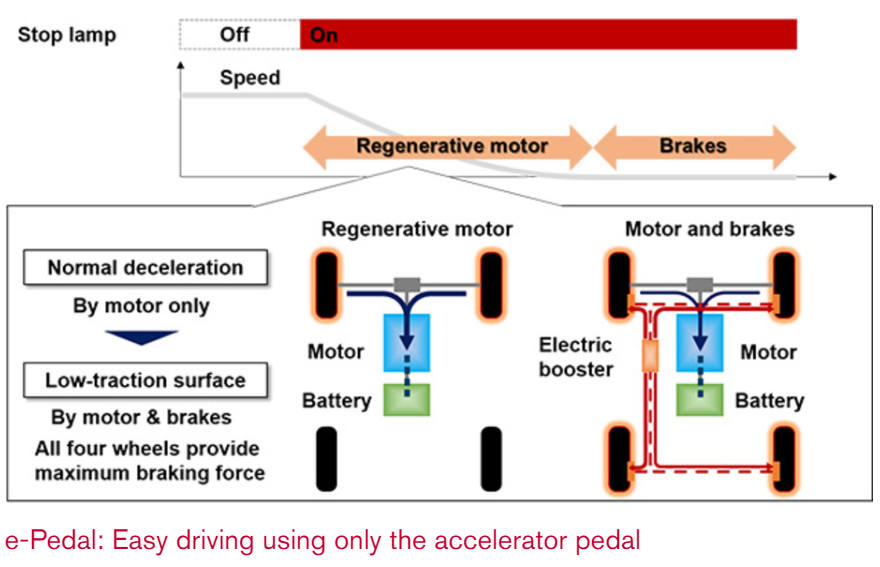 Stop lamp
Off
On
Speed
Regenerative motor
Brakes
Normal deceleration
By motor only
Low-traction surface
By motor & brakes
All four wheels provide
maximum braking force
Regenerative motor
Motor
Battery
Motor and brakes
Electric
booster
Motor
Battery
e-Pedal: Easy driving using only the accelerator pedal